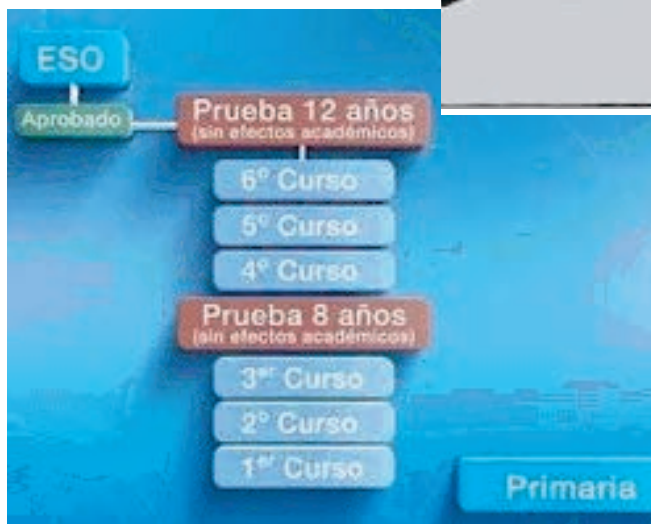 ESO
Aprobado
Prueba 12 años
(sin efectos académicos)
6º Curso
5º Curso
4º Curso
Prueba 8 años
(sin efectos académicos)
3er Curso
2º Curso
1er Curso
Primaria